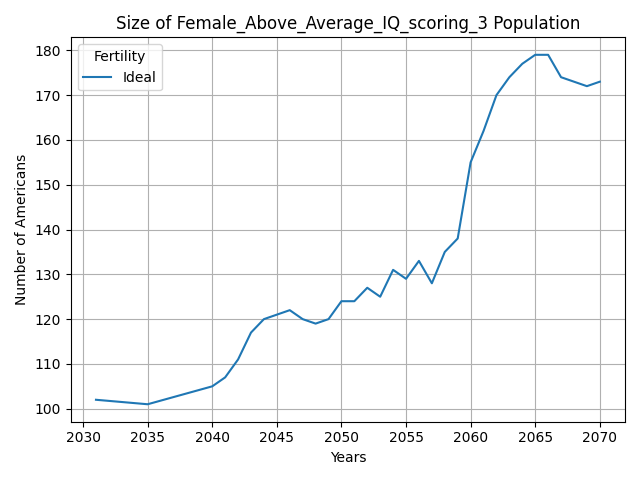 Size of Female_Above_Average_IQ_scoring_3 Population
Fertility
Ideal
Number of Americans
180
170
160
150
140
130
120
110
100
2030 2035 2040 2045 2050 2055 2060 2065 2070
Years